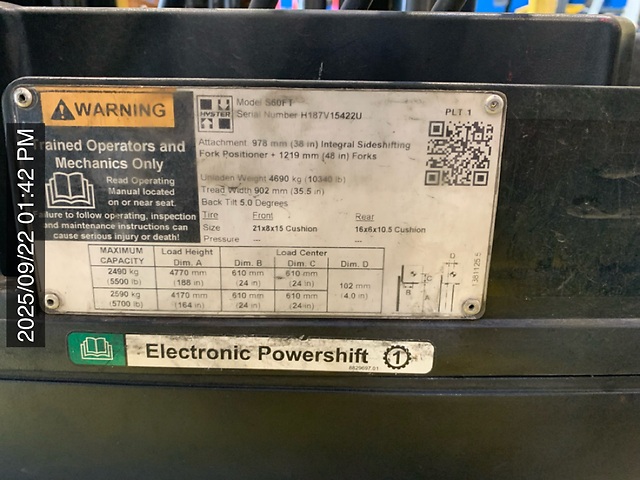 WARNING
Trained Operators and
Mechanics Only
Read Operating
Manual located
on or near seat.
Failure to follow operating, inspection
and maintenance instructions can
cause serious injury or death!
HYSTER
Model S60FT
Serial Number H187V15422U
PLT 1
Attachment 978 mm (38 in) Integral Sideshifting
Fork Positioner + 1219 mm (48 in) Forks
Unladen Weight 4690 kg (10340 lb)
Tread Width 902 mm (35.5 in)
Back Tilt 5.0 Degrees
Tire Front Rear
Size 21x8x15 Cushion 16x6x10.5 Cushion
Pressure --- ---
MAXIMUM CAPACITY Load Height Dim. A Dim. B Load Center Dim. C Dim. D
2490 kg (5500 lb) 4770 mm (188 in) 610 mm (24 in) 610 mm (24 in) 102 mm (4.0 in)
2590 kg (5700 lb) 4170 mm (164 in) 610 mm (24 in) 610 mm (24 in)
D
C
B
A
Electronic Powershift 1
2025/09/22 01:42 PM